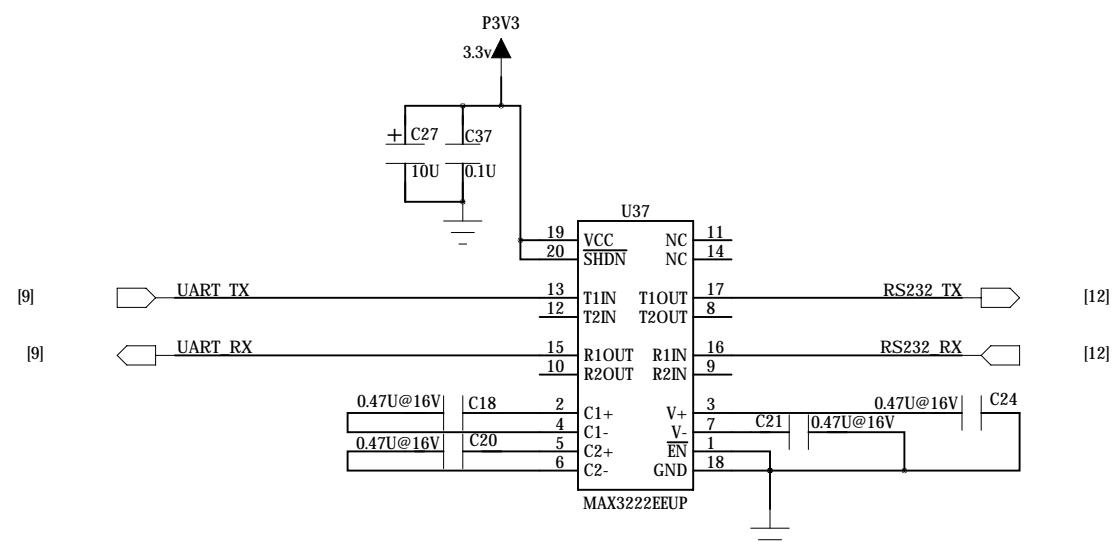 P3V3
3.3v
C27
C37
10U
0.1U
U37
19 VCC NC 11
20 SHDN NC 14
[9] UART_TX 13 T1IN T1OUT 17 RS232_TX [12]
12 T2IN T2OUT 8
[9] UART_RX 15 R1OUT R1IN 16 RS232_RX [12]
10 R2OUT R2IN 9
0.47U@16V C18 2 C1+ V+ 3 0.47U@16V C24
4 C1- V- 7 C21 0.47U@16V
0.47U@16V C20 5 C2+ EN 1
6 C2- GND 18
MAX3222EEUP